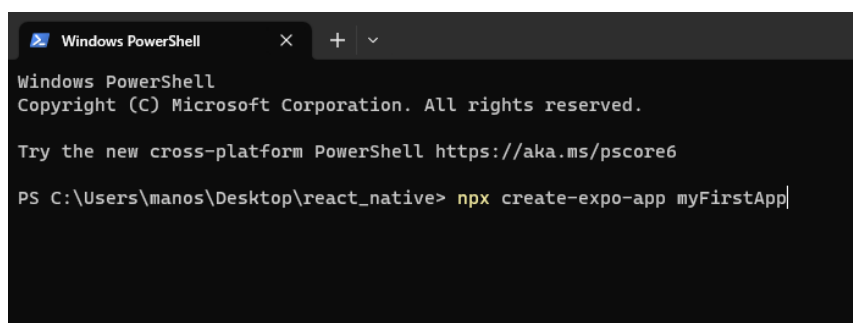 Windows PowerShell
Windows PowerShell
Copyright (C) Microsoft Corporation. All rights reserved.
Try the new cross-platform PowerShell https://aka.ms/pscore6
PS C:\Users\manos\Desktop\react_native> npx create-expo-app myFirstApp